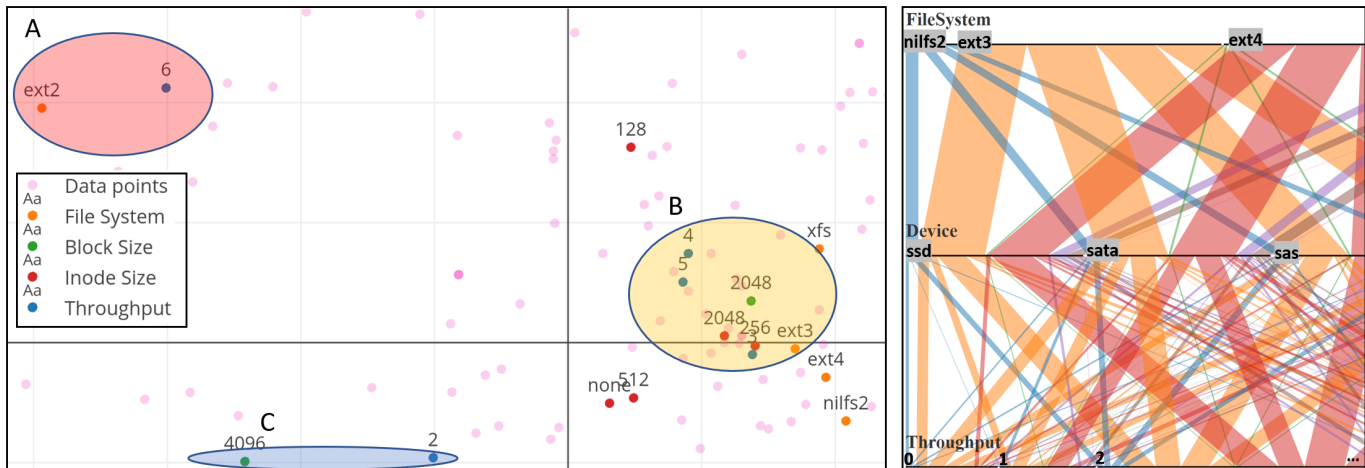 A
6
ext2
128
Aa Data points
Aa File System
Aa Block Size
Aa Inode Size
Throughput
B
xfs
4
5
2048
2048
256
3
ext3
ext4
none
512
nilfs2
C
4096
2
FileSystem
nilfs2 ext3 ext4
Device
ssd sata sas
Throughput
0 1 2 ...